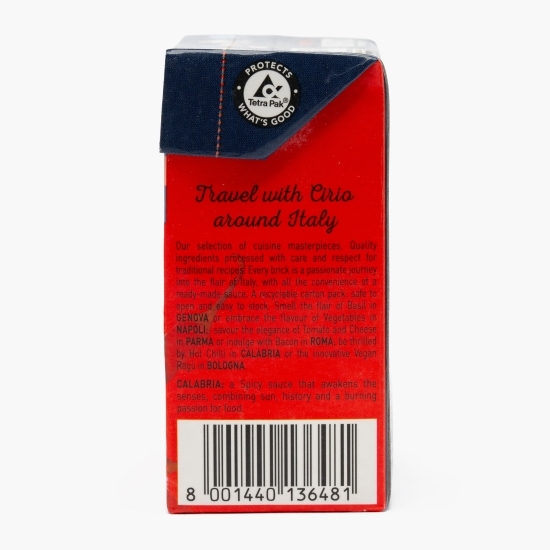 PROTECTS
Tetra Pak®
WHAT'S GOOD
Travel with Cirio
around Italy
Our selection of cuisine masterpieces. Quality
ingredients professed with care and respect for
traditional recipes. Every brick is a passionate journey
into the flair of Italy, with all the convenience of a
ready-made sauce. A recyclable carton pack, safe to
open and easy to stock. Smell the flair of Basil in
GENOVA or embrace the flavour of Vegetables in
NAPOLI; savour the elegance of Tomato and Cheese
in PARMA or indulge with Bacon in ROMA; be thrilled
by Hot Chilli in CALABRIA or the innovative vegan
Ragù in BOLOGNA.
CALABRIA: a Spicy sauce that awakens the
senses, combining sun, history and a burning
passion for food.
8 001440 136481